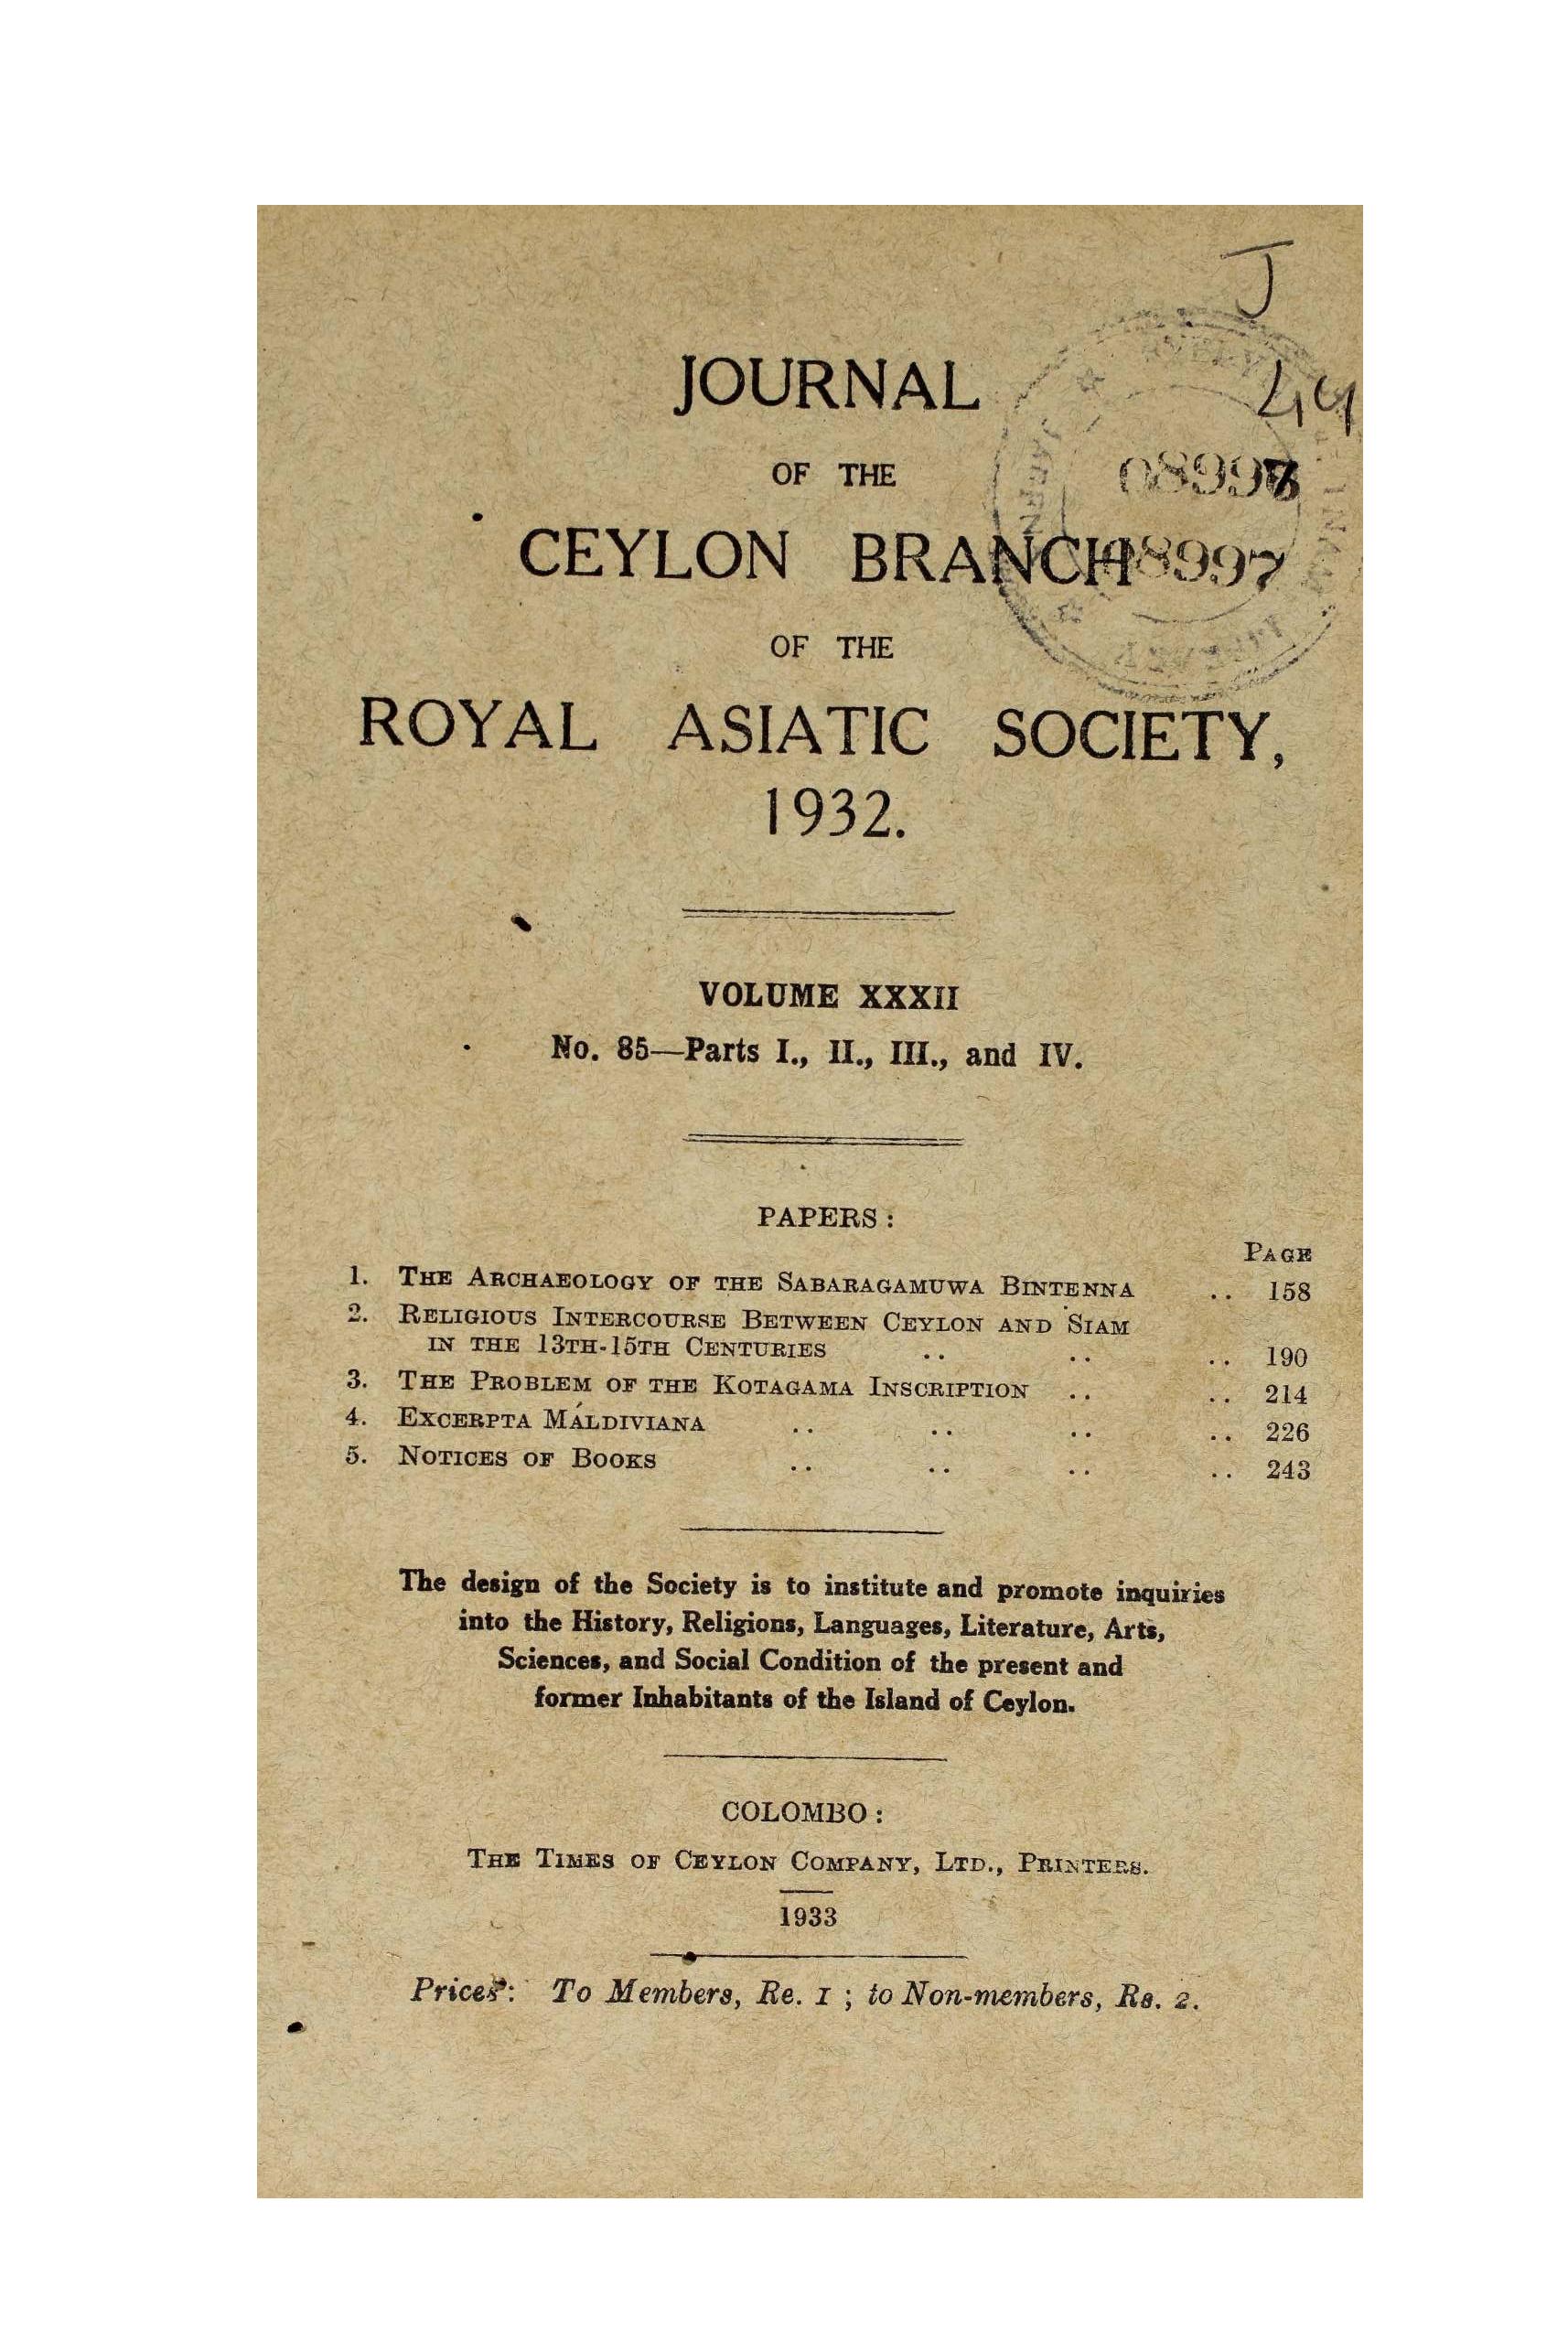 J
JOURNAL
49
OF THE
08997
CEYLON BRANCH
08997
OF THE
ROYAL ASIATIC SOCIETY,
1932.
VOLUME XXXII
No. 85—Parts I., II., III., and IV.
PAPERS:
PAGE
1. THE ARCHAEOLOGY OF THE SABARAGAMUWA BINTENNA .. 158
2. RELIGIOUS INTERCOURSE BETWEEN CEYLON AND SIAM
IN THE 13TH-15TH CENTURIES .. .. .. 190
3. THE PROBLEM OF THE KOTAGAMA INSCRIPTION .. .. 214
4. EXCERPTA MÁLDIVIANA .. .. .. .. 226
5. NOTICES OF BOOKS .. .. .. .. 243
The design of the Society is to institute and promote inquiries
into the History, Religions, Languages, Literature, Arts,
Sciences, and Social Condition of the present and
former Inhabitants of the Island of Ceylon.
COLOMBO:
THE TIMES OF CEYLON COMPANY, LTD., PRINTERS.
1933
Prices: To Members, Re. 1 ; to Non-members, Rs. 2.